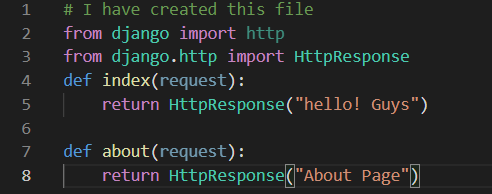 1 # I have created this file
2 from django import http
3 from django.http import HttpResponse
4 def index(request):
5     return HttpResponse("hello! Guys")
6
7 def about(request):
8     return HttpResponse("About Page")